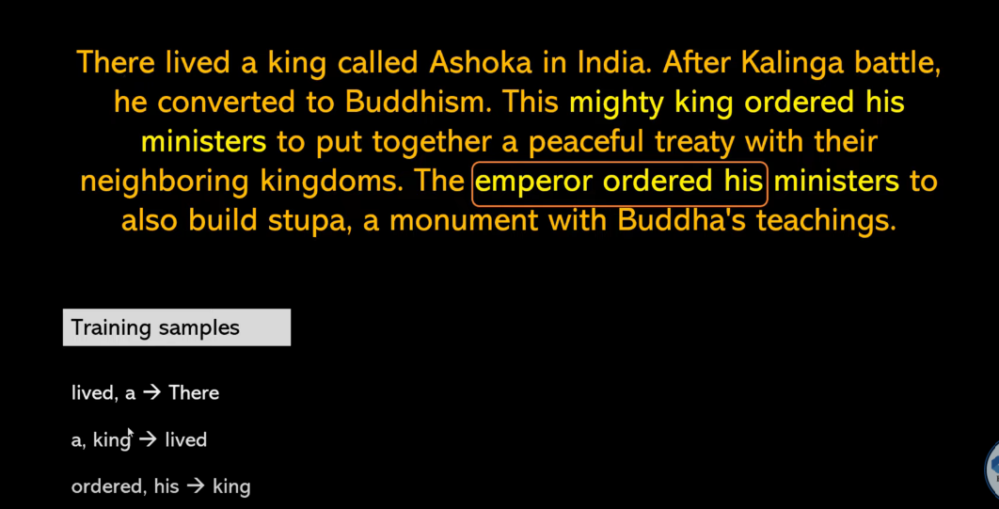 There lived a king called Ashoka in India. After Kalinga battle,
he converted to Buddhism. This mighty king ordered his
ministers to put together a peaceful treaty with their
neighboring kingdoms. The emperor ordered his ministers to
also build stupa, a monument with Buddha's teachings.
Training samples
lived, a → There
a, king → lived
ordered, his → king